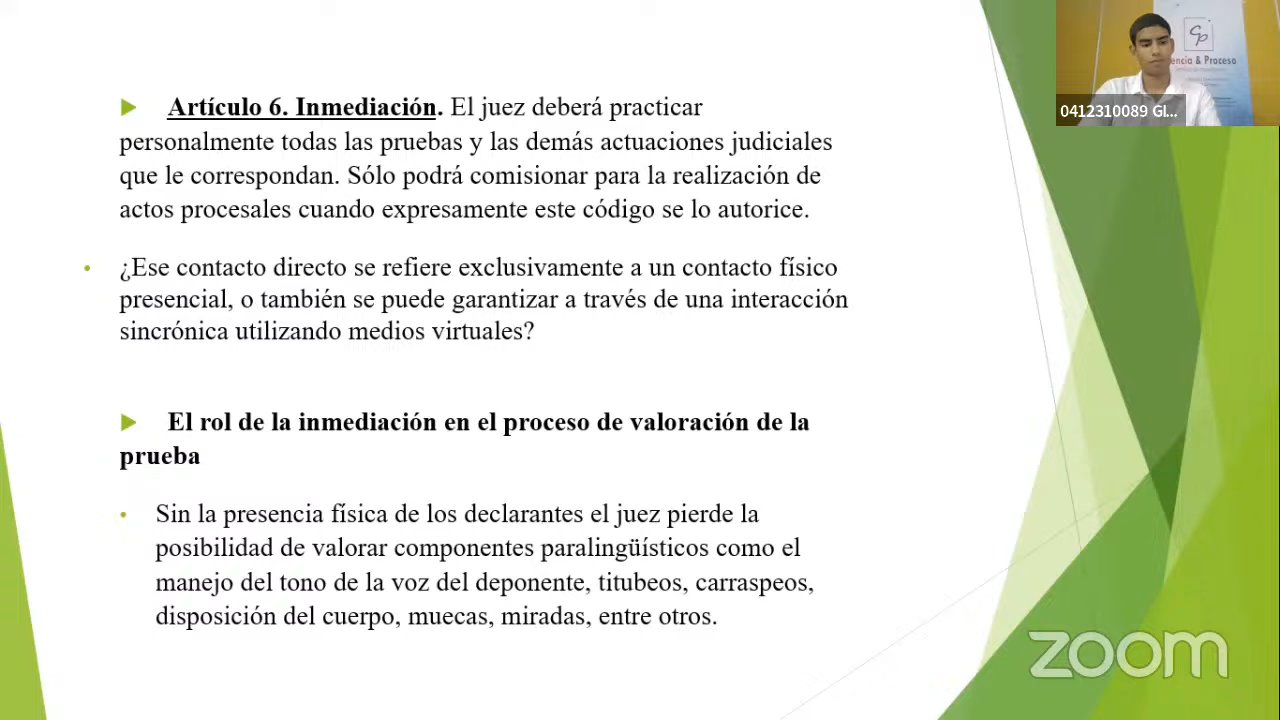 Artículo 6. Inmediación. El juez deberá practicar
personalmente todas las pruebas y las demás actuaciones judiciales
que le correspondan. Sólo podrá comisionar para la realización de
actos procesales cuando expresamente este código se lo autorice.
¿Ese contacto directo se refiere exclusivamente a un contacto físico
presencial, o también se puede garantizar a través de una interacción
sincrónica utilizando medios virtuales?
El rol de la inmediación en el proceso de valoración de la
prueba
Sin la presencia física de los declarantes el juez pierde la
posibilidad de valorar componentes paralingüísticos como el
manejo del tono de la voz del deponente, titubeos, carraspeos,
disposición del cuerpo, muecas, miradas, entre otros.
Cp
encia & Proceso
0412310089 Gl...
zoom